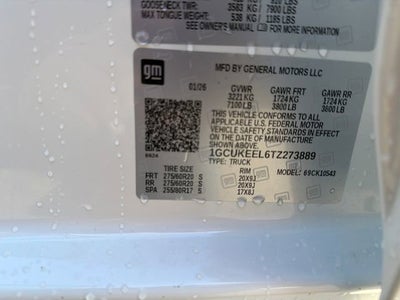 GOOSENECK TWR: 3583 KG / 7900 LBS
MAX TONGUE WEIGHT: 538 KG / 1185 LBS
SEE OWNER'S MANUAL FOR MORE INFORMATION
gm
MFD BY GENERAL MOTORS LLC
01/26 GVWR GAWR FRT GAWR RR
3221 KG 1724 KG 1724 KG
7100 LB 3800 LB 3800 LB
THIS VEHICLE CONFORMS TO ALL
APPLICABLE U.S. FEDERAL MOTOR
VEHICLE SAFETY STANDARDS IN
EFFECT ON THE DATE OF MANUFACTURE
SHOWN ABOVE.
1GCUKEEL6TZ273889
TYPE: TRUCK
MODEL: 69CK10543
TIRE SIZE RIM
FRT 275/60R20 S 20X9J
RR 275/60R20 S 20X9J
SPA 255/80R17 S 17X8J